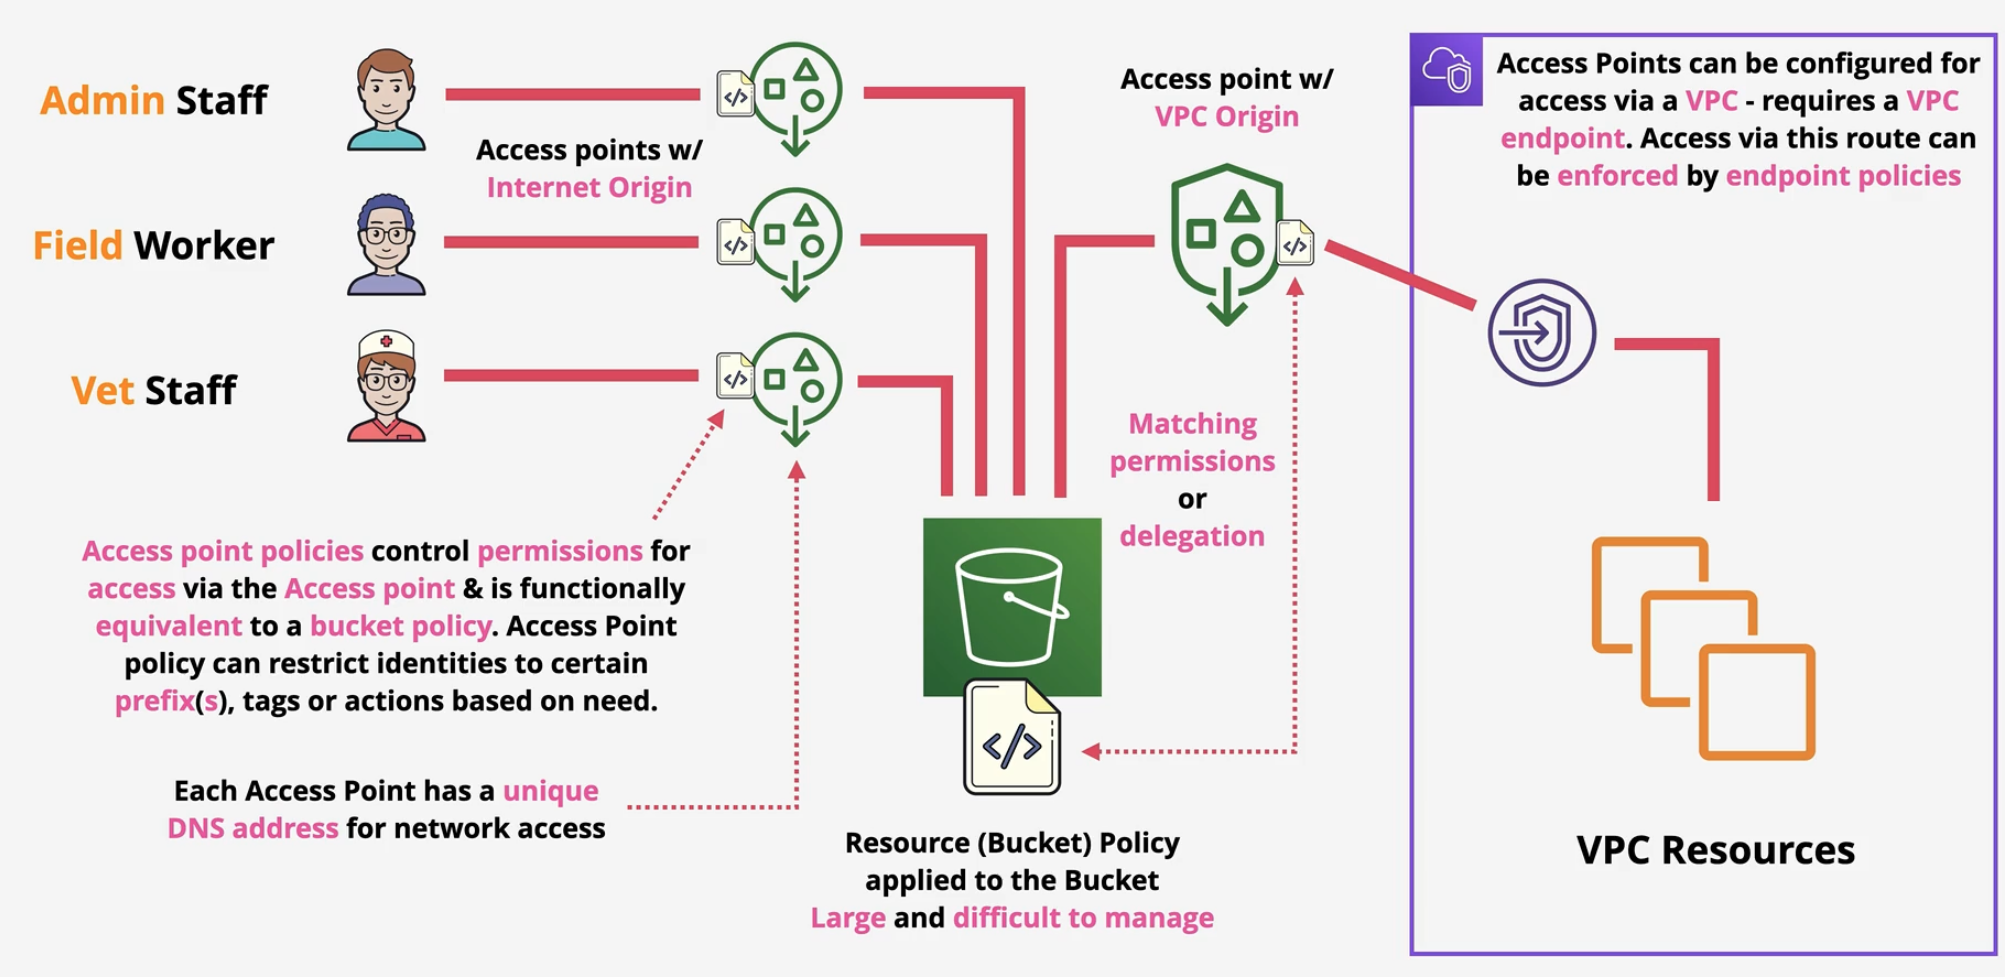 Admin Staff
Field Worker
Vet Staff
Access points w/
Internet Origin
Access point w/
VPC Origin
Access Points can be configured for
access via a VPC - requires a VPC
endpoint. Access via this route can
be enforced by endpoint policies
Matching
permissions
or
delegation
Access point policies control permissions for
access via the Access point & is functionally
equivalent to a bucket policy. Access Point
policy can restrict identities to certain
prefix(s), tags or actions based on need.
Each Access Point has a unique
DNS address for network access
Resource (Bucket) Policy
applied to the Bucket
Large and difficult to manage
VPC Resources